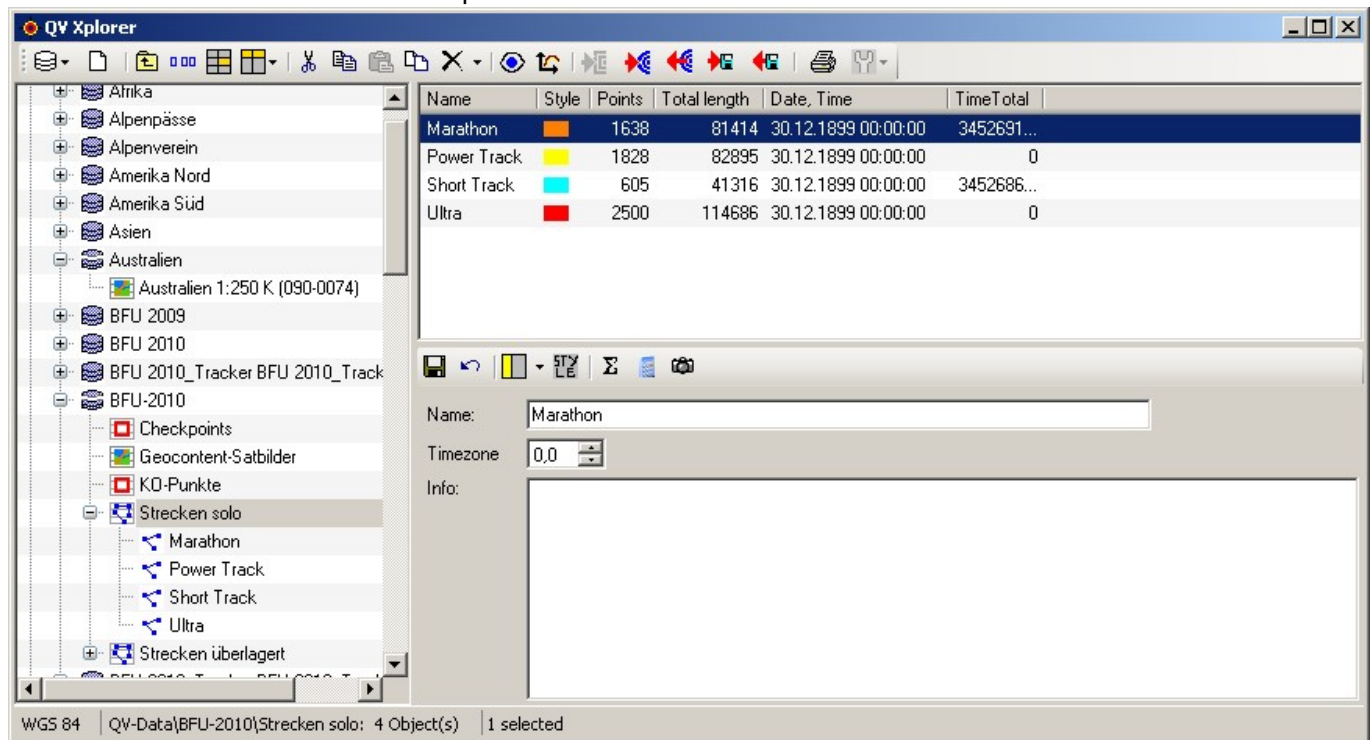 QV Xplorer
Afrika
Alpenpässe
Alpenverein
Amerika Nord
Amerika Süd
Asien
Australien
Australien 1:250 K (090-0074)
BFU 2009
BFU 2010
BFU 2010_Tracker BFU 2010_Track
BFU-2010
Checkpoints
Geocontent-Satbilder
KO-Punkte
Strecken solo
Marathon
Power Track
Short Track
Ultra
Strecken überlagert
Name Style Points Total length Date, Time TimeTotal
Marathon 1638 81414 30.12.1899 00:00:00 3452691...
Power Track 1828 82895 30.12.1899 00:00:00 0
Short Track 605 41316 30.12.1899 00:00:00 3452686...
Ultra 2500 114686 30.12.1899 00:00:00 0
STYLE Σ
Name: Marathon
Timezone 0,0
Info:
WGS 84 QV-Data\BFU-2010\Strecken solo: 4 Object(s) 1 selected